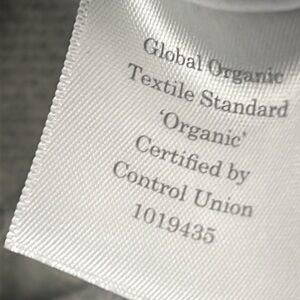 Global Organic
Textile Standard
‘Organic’
Certified by
Control Union
1019435